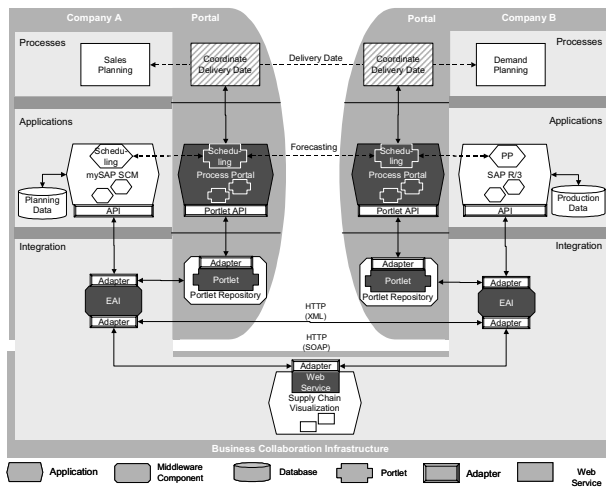 Company A
Portal
Portal
Company B
Processes
Processes
Sales
Planning
Coordinate
Delivery Date
Delivery Date
Coordinate
Delivery Date
Demand
Planning
Applications
Applications
Schedu-
ling
mySAP SCM
Planning
Data
API
Schedu-
ling
Process Portal
Portlet API
Forecasting
Schedu-
ling
Process Portal
Portlet API
PP
SAP R/3
API
Production
Data
Integration
Integration
Adapter
EAI
Adapter
Adapter
Portlet
Portlet Repository
Adapter
Portlet
Portlet Repository
Adapter
EAI
Adapter
HTTP
(XML)
HTTP
(SOAP)
Adapter
Web
Service
Supply Chain
Visualization
Business Collaboration Infrastructure
Application
Middleware
Component
Database
Portlet
Adapter
Web
Service